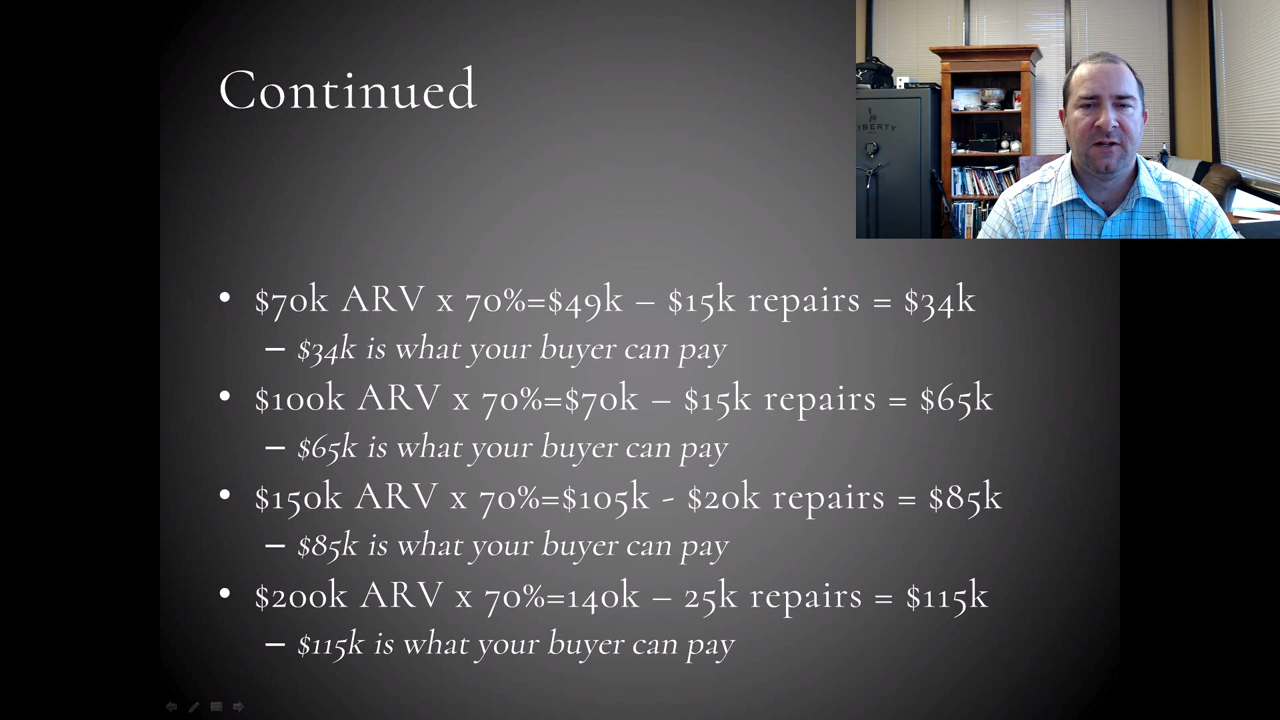 Continued
LIBERTY
• $70k ARV x 70%=$49k – $15k repairs = $34k
– $34k is what your buyer can pay
• $100k ARV x 70%=$70k – $15k repairs = $65k
– $65k is what your buyer can pay
• $150k ARV x 70%=$105k - $20k repairs = $85k
– $85k is what your buyer can pay
• $200k ARV x 70%=140k – 25k repairs = $115k
– $115k is what your buyer can pay